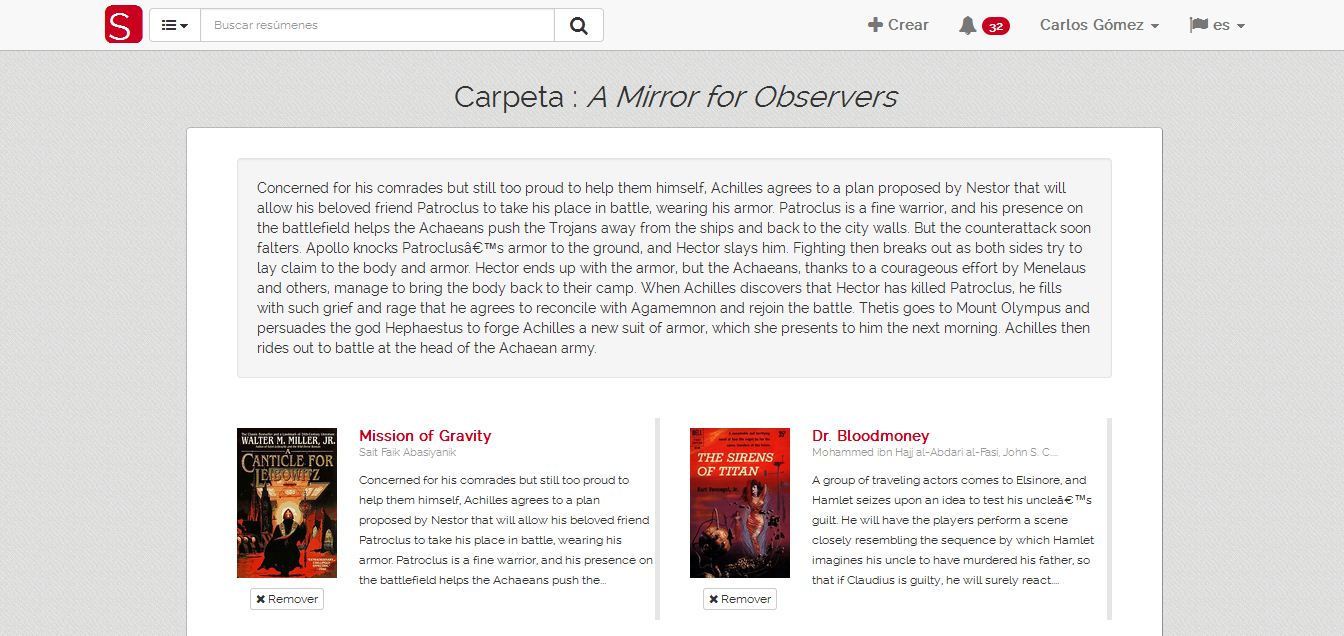 S
Buscar resúmenes
Crear
32
Carlos Gómez
es
Carpeta : A Mirror for Observers
Concerned for his comrades but still too proud to help them himself, Achilles agrees to a plan proposed by Nestor that will
allow his beloved friend Patroclus to take his place in battle, wearing his armor. Patroclus is a fine warrior, and his presence on
the battlefield helps the Achaeans push the Trojans away from the ships and back to the city walls. But the counterattack soon
falters. Apollo knocks Patroclusâ€™s armor to the ground, and Hector slays him. Fighting then breaks out as both sides try to
lay claim to the body and armor. Hector ends up with the armor, but the Achaeans, thanks to a courageous effort by Menelaus
and others, manage to bring the body back to their camp. When Achilles discovers that Hector has killed Patroclus, he fills
with such grief and rage that he agrees to reconcile with Agamemnon and rejoin the battle. Thetis goes to Mount Olympus and
persuades the god Hephaestus to forge Achilles a new suit of armor, which she presents to him the next morning. Achilles then
rides out to battle at the head of the Achaean army.
WALTER M. MILLER, JR.
A
CANTICLE FOR
LEIBOWITZ
Remover
Mission of Gravity
Sait Faik Abasiyanik
Concerned for his comrades but still too proud to
help them himself, Achilles agrees to a plan
proposed by Nestor that will allow his beloved friend
Patroclus to take his place in battle, wearing his
armor. Patroclus is a fine warrior, and his presence on
the battlefield helps the Achaeans push the...
THE SIRENS
OF TITAN
Kurt Vonnegut, Jr.
Remover
Dr. Bloodmoney
Mohammed ibn Hajj al-Abdari al-Fasi, John S. C....
A group of traveling actors comes to Elsinore, and
Hamlet seizes upon an idea to test his uncleâ€™s
guilt. He will have the players perform a scene
closely resembling the sequence by which Hamlet
imagines his uncle to have murdered his father, so
that if Claudius is guilty, he will surely react....